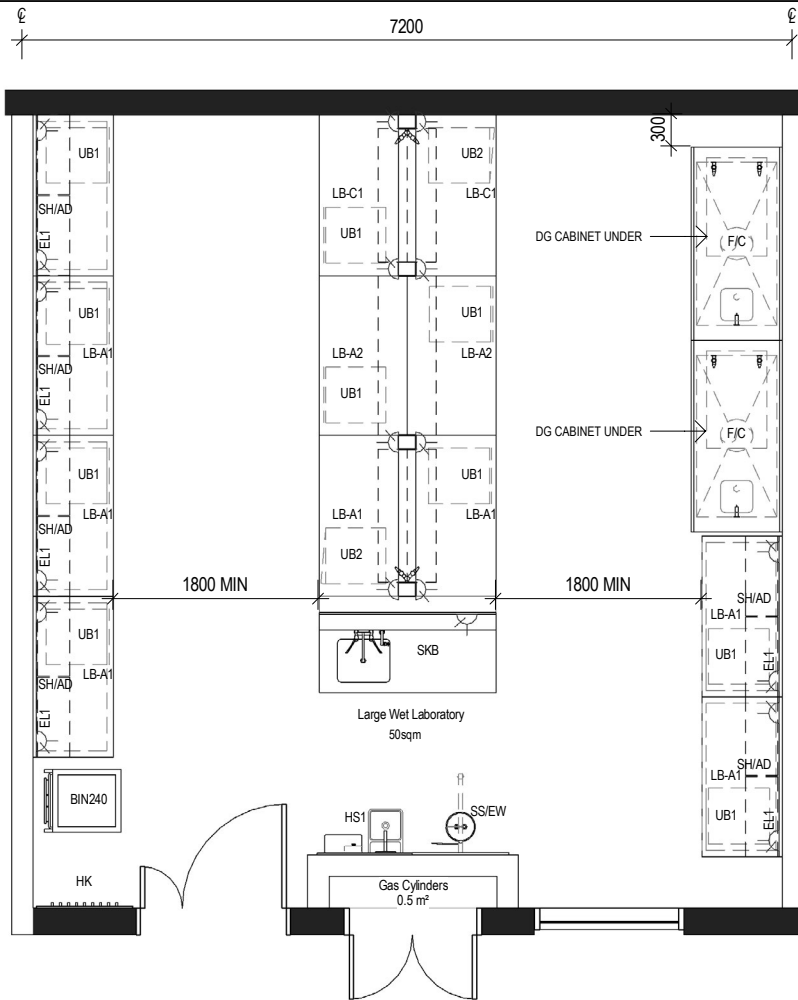 ℄
℄
7200
300
UB1
SH/AD
EL1
UB2
LB-C1
LB-C1
UB1
DG CABINET UNDER
F/C
UB1
LB-A1
SH/AD
EL1
UB1
LB-A2
LB-A2
UB1
DG CABINET UNDER
F/C
UB1
LB-A1
SH/AD
EL1
UB1
LB-A1
LB-A1
UB2
1800 MIN
1800 MIN
SH/AD
LB-A1
UB1
EL1
UB1
LB-A1
SH/AD
EL1
SKB
Large Wet Laboratory
50sqm
SH/AD
LB-A1
UB1
EL1
BIN240
HS1
SS/EW
HK
Gas Cylinders
0.5 m²